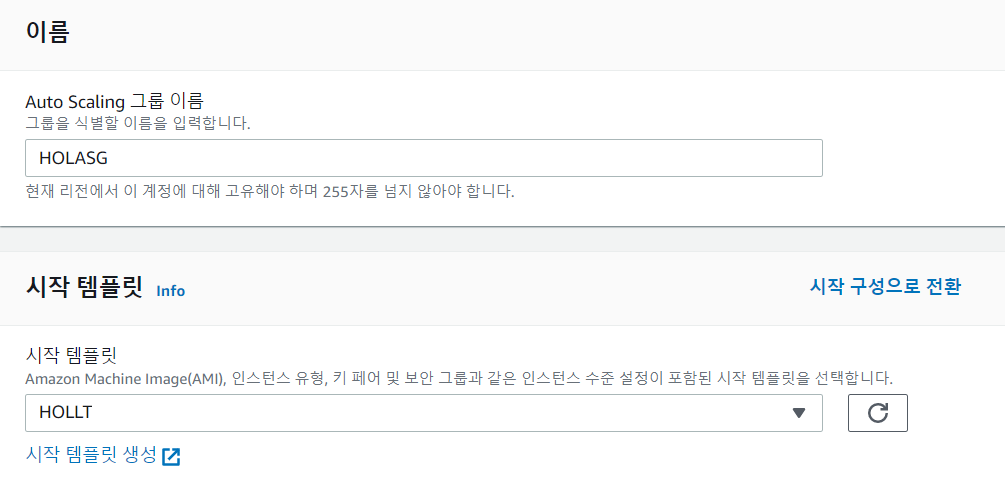 이름
Auto Scaling 그룹 이름
그룹을 식별할 이름을 입력합니다.
HOLASG
현재 리전에서 이 계정에 대해 고유해야 하며 255자를 넘지 않아야 합니다.
시작 템플릿 Info 시작 구성으로 전환
시작 템플릿
Amazon Machine Image(AMI), 인스턴스 유형, 키 페어 및 보안 그룹과 같은 인스턴스 수준 설정이 포함된 시작 템플릿을 선택합니다.
HOLLT
시작 템플릿 생성